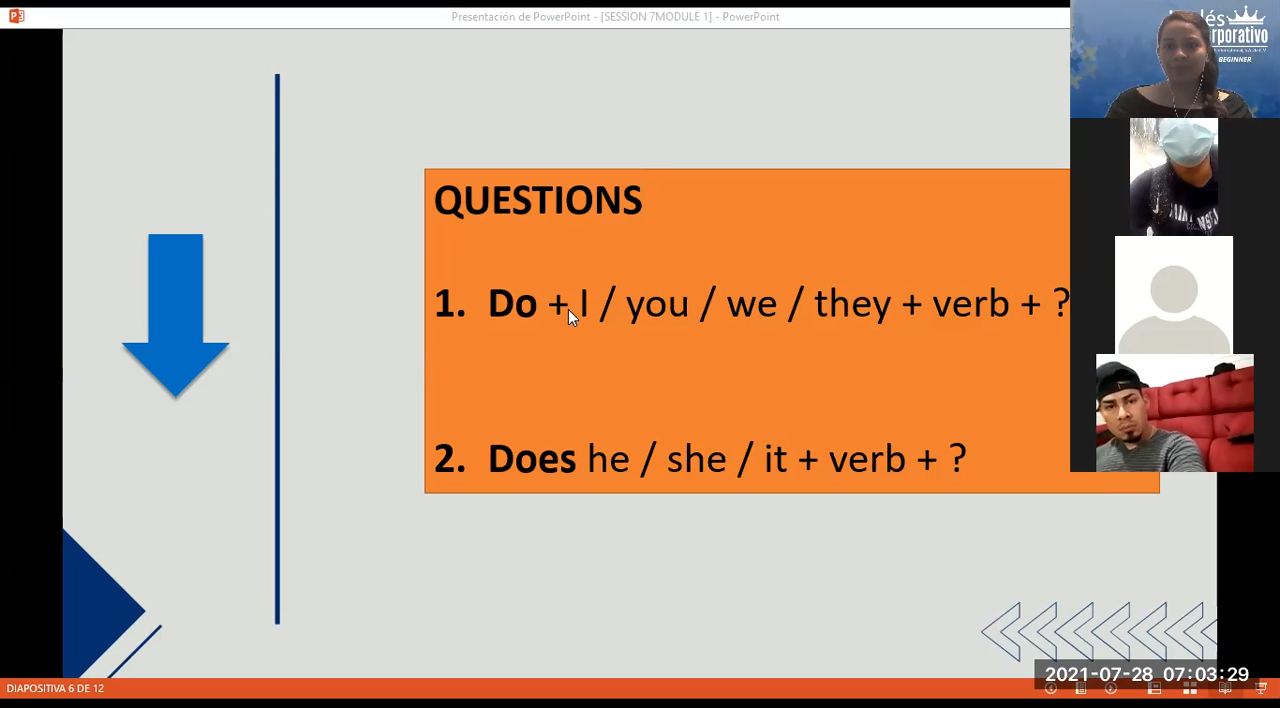 Presentación de PowerPoint - [SESSION 7MODULE 1] - PowerPoint
QUESTIONS
1. Do + I / you / we / they + verb + ?
2. Does he / she / it + verb + ?
BEGINNER
DIAPOSITIVA 6 DE 12
2021-07-28 07:03:29